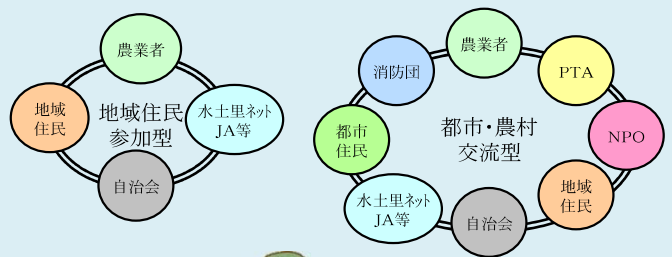 農業者
地域
住民
地域住民
参加型
水土里ネット
JA等
自治会
農業者
消防団
PTA
都市
住民
都市・農村
交流型
NPO
水土里ネット
JA等
自治会
地域
住民